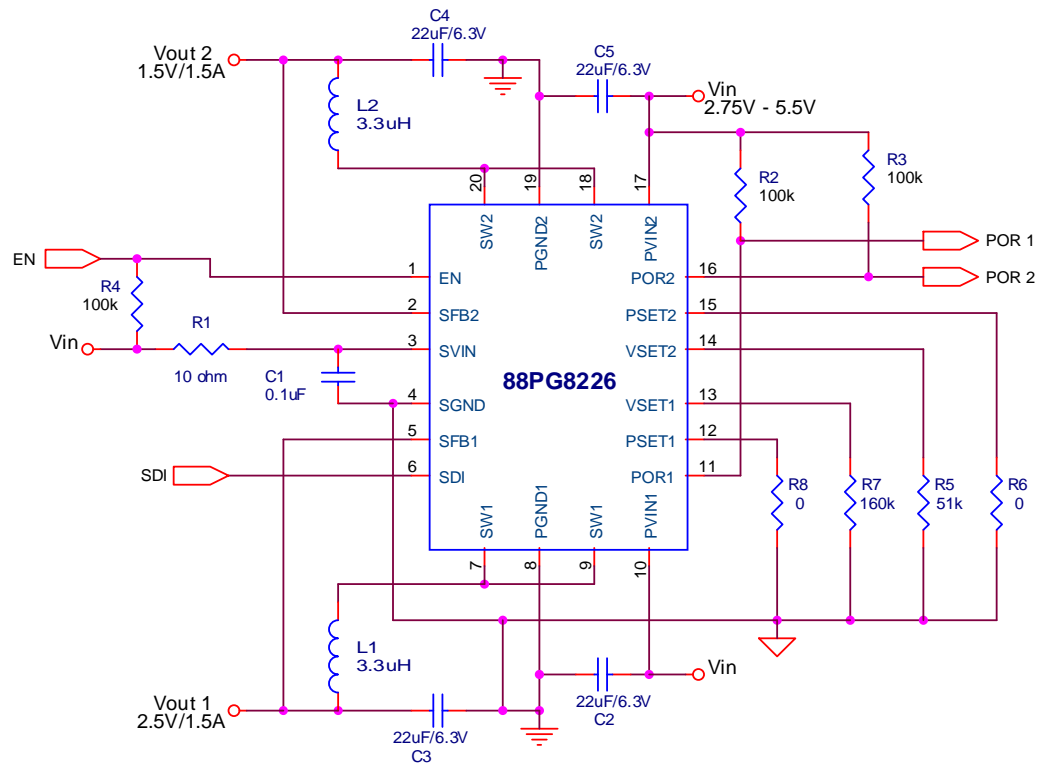 C4
22uF/6.3V
Vout 2
1.5V/1.5A
C5
22uF/6.3V
Vin
2.75V - 5.5V
L2
3.3uH
R3
100k
R2
100k
20
19
18
17
SW2
PGND2
SW2
PVIN2
EN
POR 1
1
EN
POR2
16
POR 2
R4
100k
2
SFB2
PSET2
15
R1
Vin
3
SVIN
VSET2
14
10 ohm
C1
0.1uF
88PG8226
4
SGND
VSET1
13
5
SFB1
PSET1
12
SDI
6
SDI
POR1
11
R8
0
R7
160k
R5
51k
R6
0
SW1
PGND1
SW1
PVIN1
7
8
9
10
L1
3.3uH
Vin
Vout 1
2.5V/1.5A
22uF/6.3V
C2
22uF/6.3V
C3